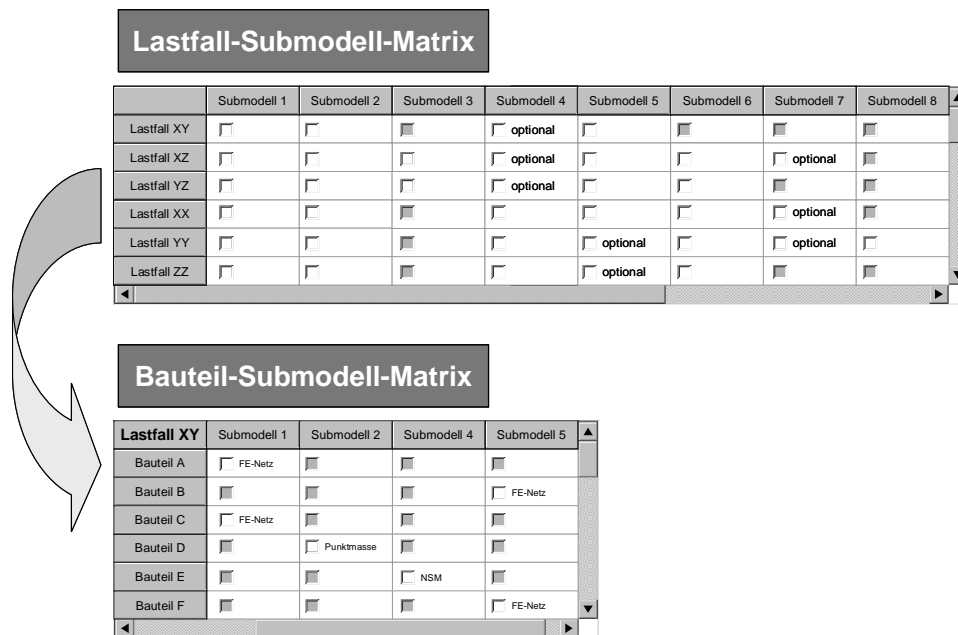 Lastfall-Submodell-Matrix
Submodell 1 Submodell 2 Submodell 3 Submodell 4 Submodell 5 Submodell 6 Submodell 7 Submodell 8
Lastfall XY optional
Lastfall XZ optional optional
Lastfall YZ optional
Lastfall XX optional
Lastfall YY optional optional
Lastfall ZZ optional
Bauteil-Submodell-Matrix
Lastfall XY Submodell 1 Submodell 2 Submodell 4 Submodell 5
Bauteil A FE-Netz
Bauteil B FE-Netz
Bauteil C FE-Netz
Bauteil D Punktmasse
Bauteil E NSM
Bauteil F FE-Netz